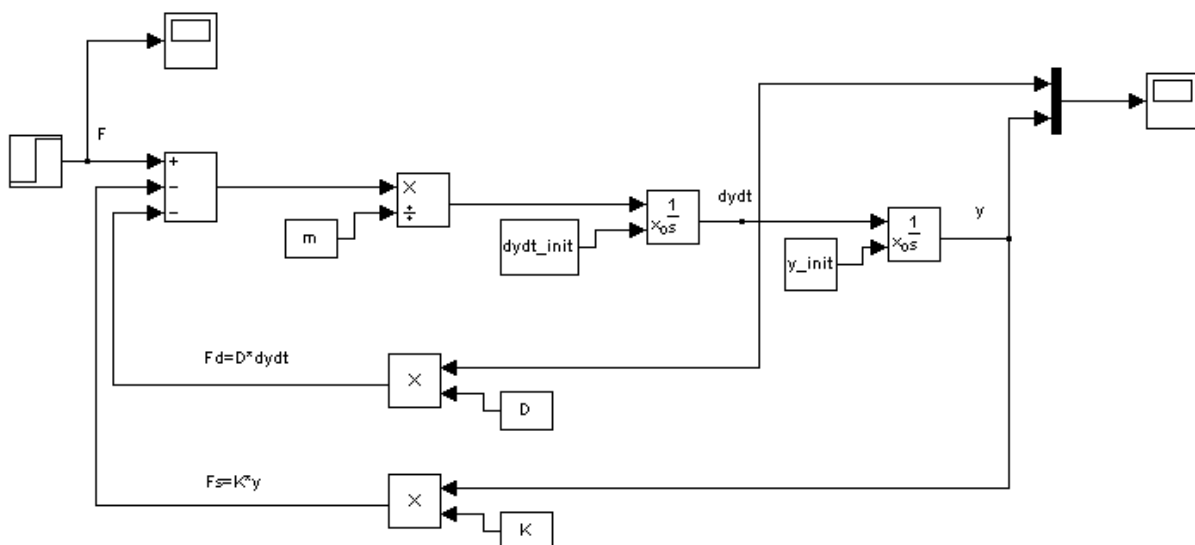 F
+
−
−
×
÷
m
dydt_init
1
x₀s
dydt
y_init
1
x₀s
y
Fd=D*dydt
×
D
Fs=K*y
×
K